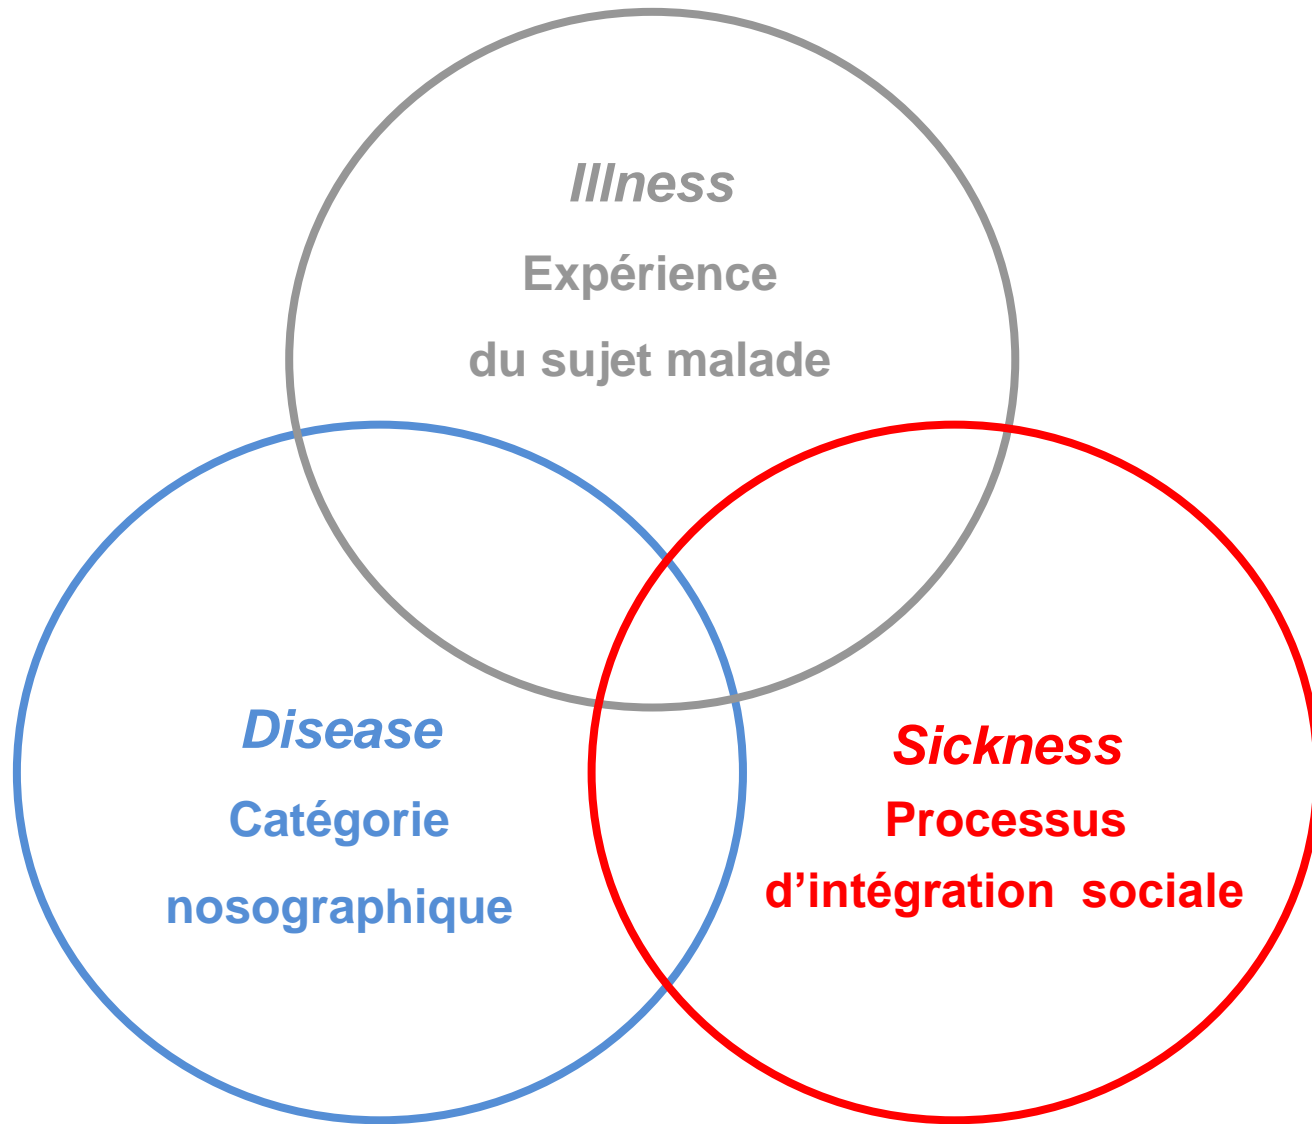 Illness
Expérience
du sujet malade
Disease
Catégorie
nosographique
Sickness
Processus
d’intégration  sociale